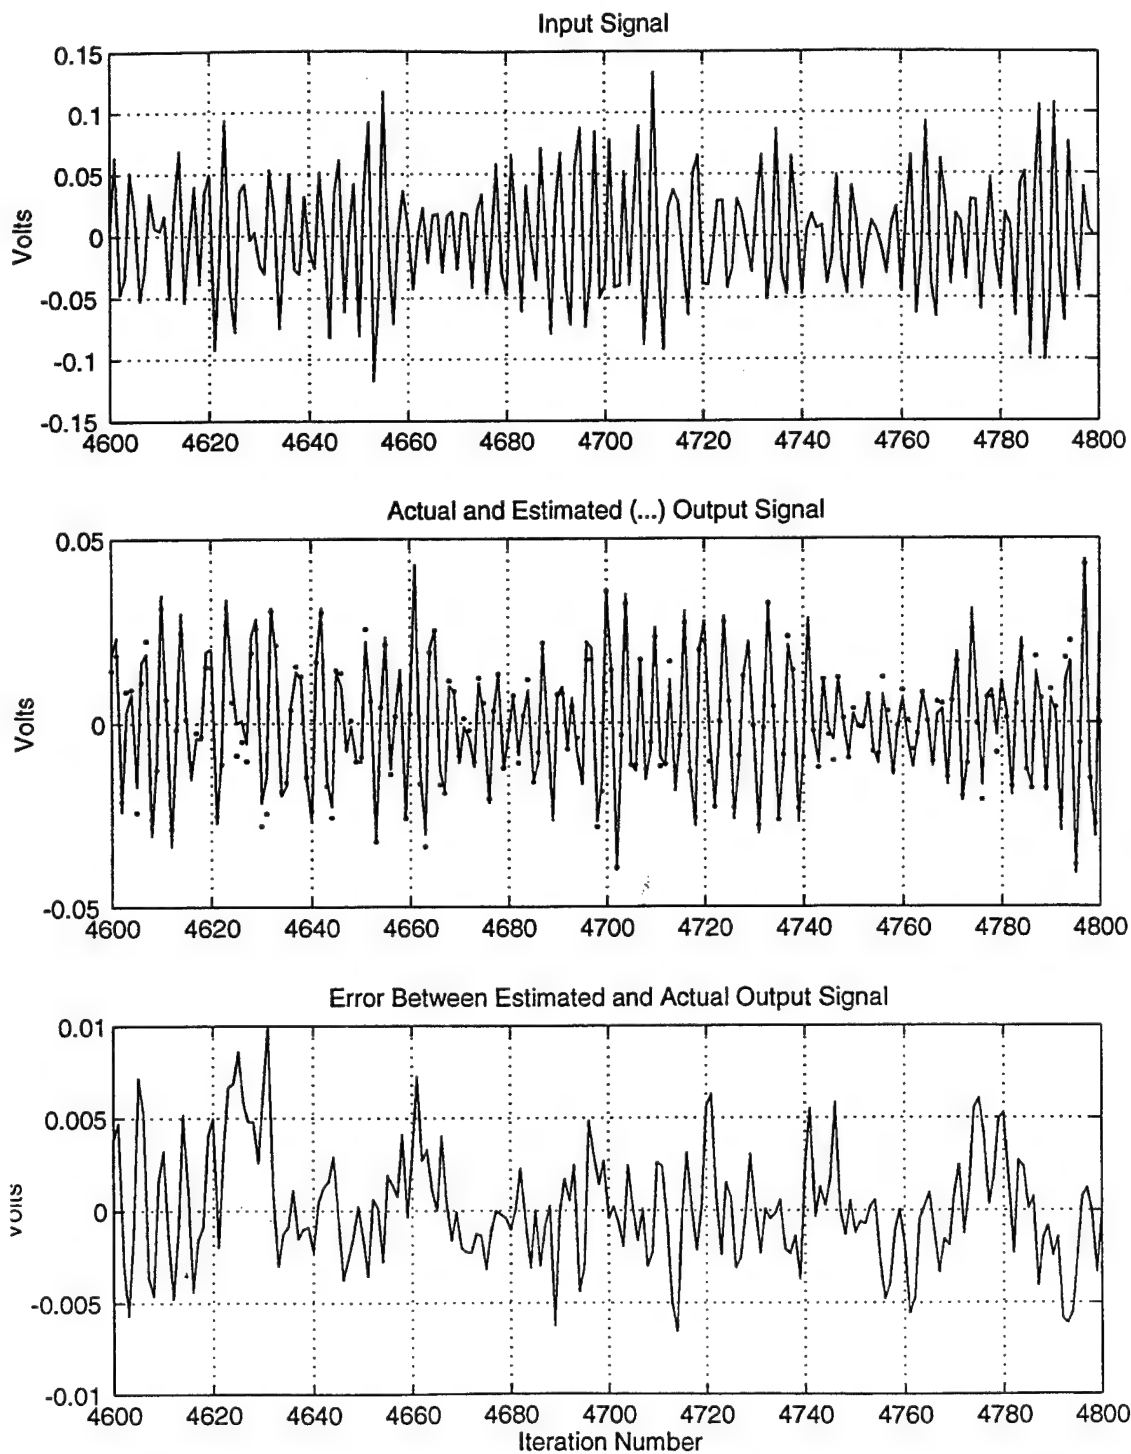 Input Signal
0.15
0.1
0.05
0
-0.05
-0.1
-0.15
Volts
4600 4620 4640 4660 4680 4700 4720 4740 4760 4780 4800
Actual and Estimated (...) Output Signal
0.05
0
-0.05
Volts
4600 4620 4640 4660 4680 4700 4720 4740 4760 4780 4800
Error Between Estimated and Actual Output Signal
0.01
0.005
0
-0.005
-0.01
Volts
4600 4620 4640 4660 4680 4700 4720 4740 4760 4780 4800
Iteration Number